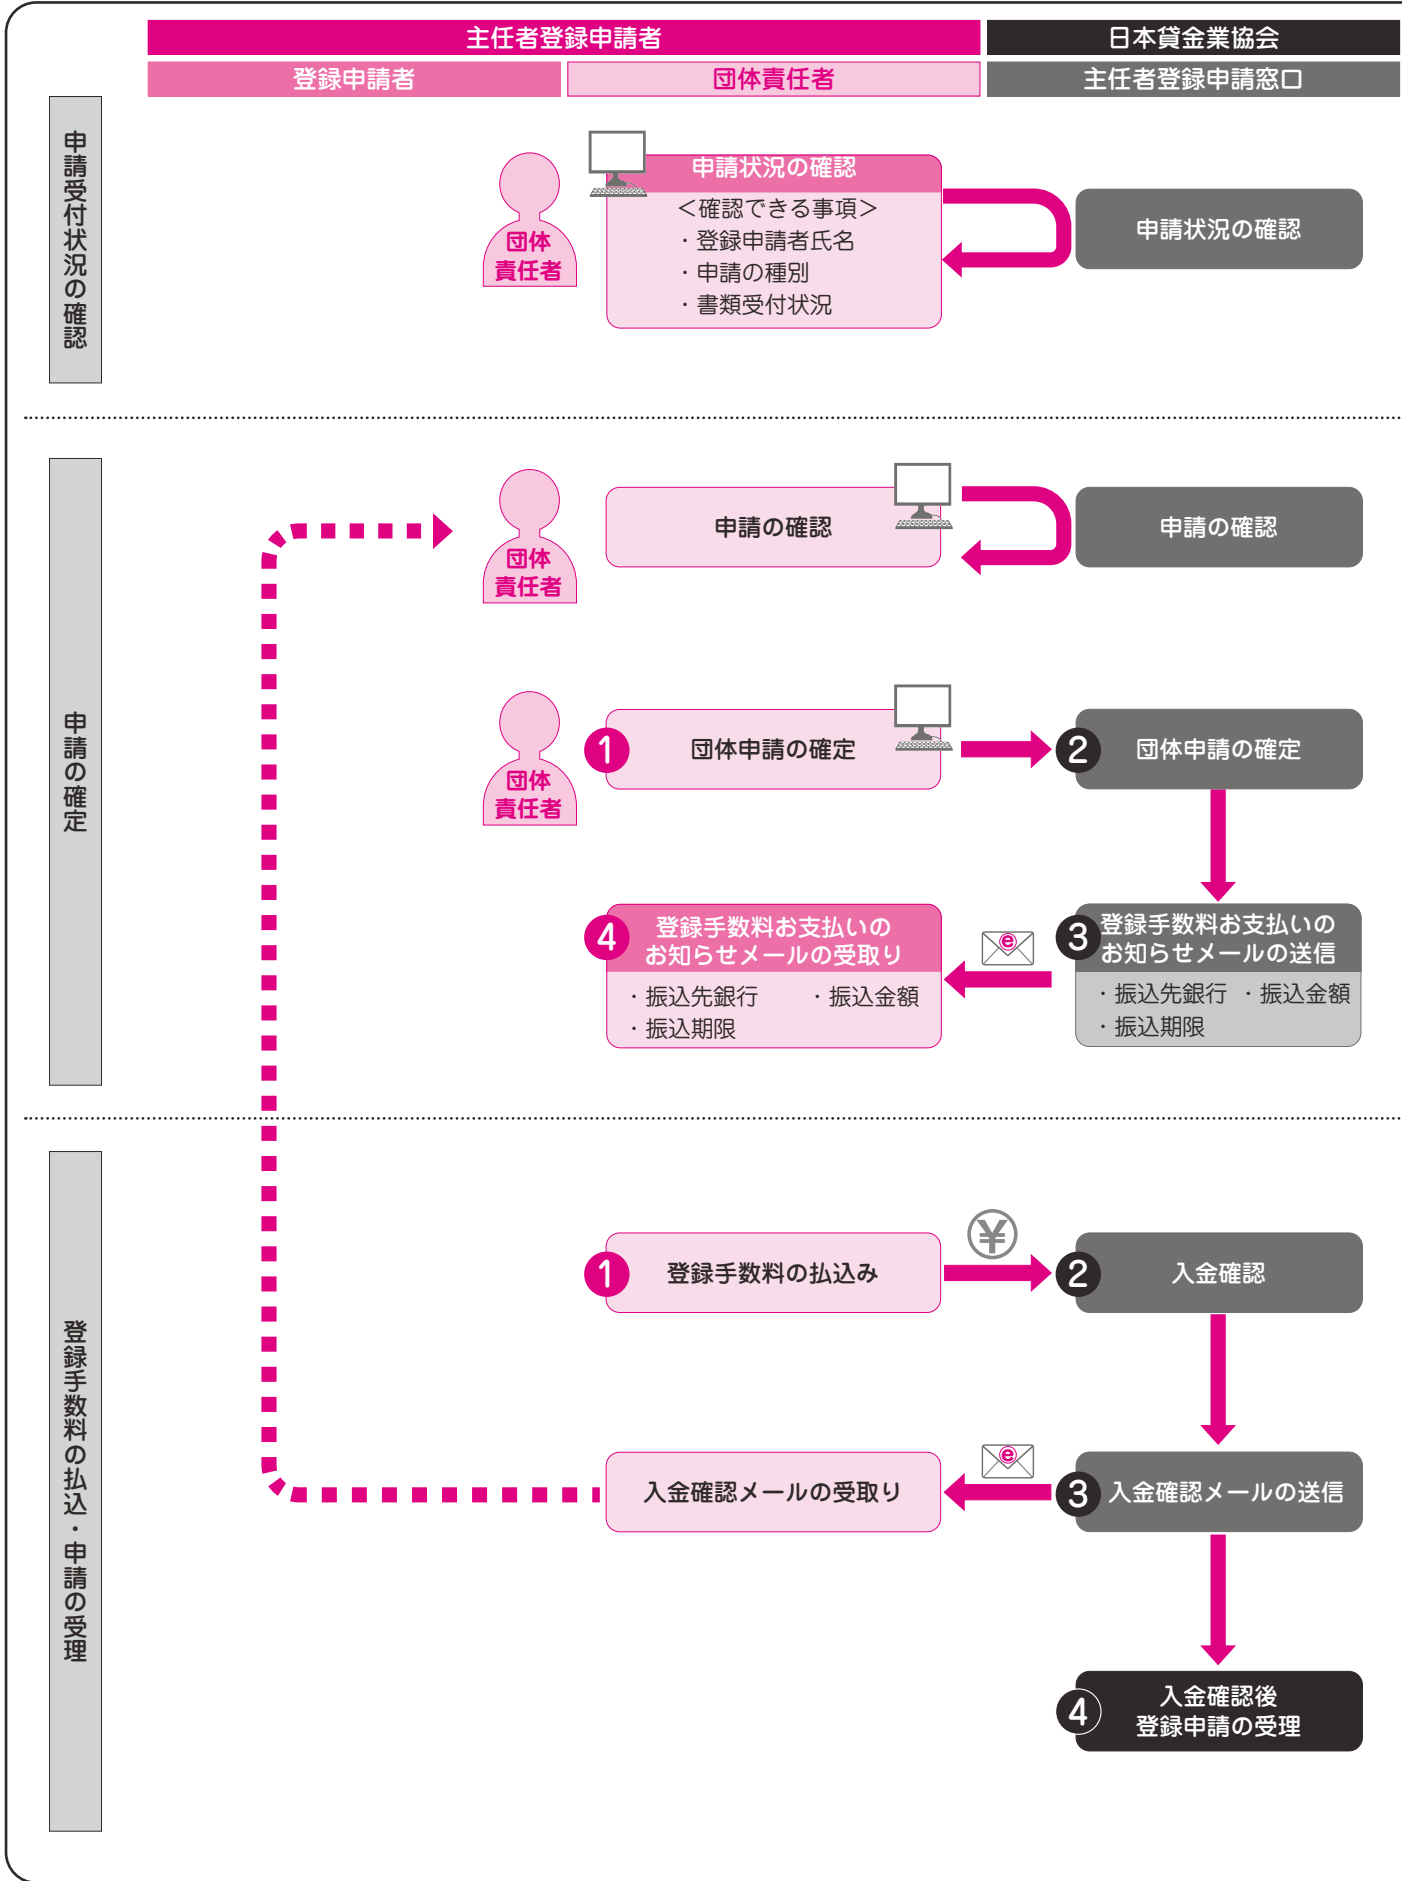 主任者登録申請者
日本貸金業協会
登録申請者
団体責任者
主任者登録申請窓口
申請受付状況の確認
団体
責任者
申請状況の確認
＜確認できる事項＞
・登録申請者氏名
・申請の種別
・書類受付状況
申請状況の確認
申請の確定
団体
責任者
申請の確認
申請の確認
団体
責任者
1
団体申請の確定
2
団体申請の確定
4
登録手数料お支払いの
お知らせメールの受取り
・振込先銀行 ・振込金額
・振込期限
e
3
登録手数料お支払いの
お知らせメールの送信
・振込先銀行 ・振込金額
・振込期限
登録手数料の払込・申請の受理
1
登録手数料の払込み
¥
2
入金確認
入金確認メールの受取り
e
3
入金確認メールの送信
4
入金確認後
登録申請の受理